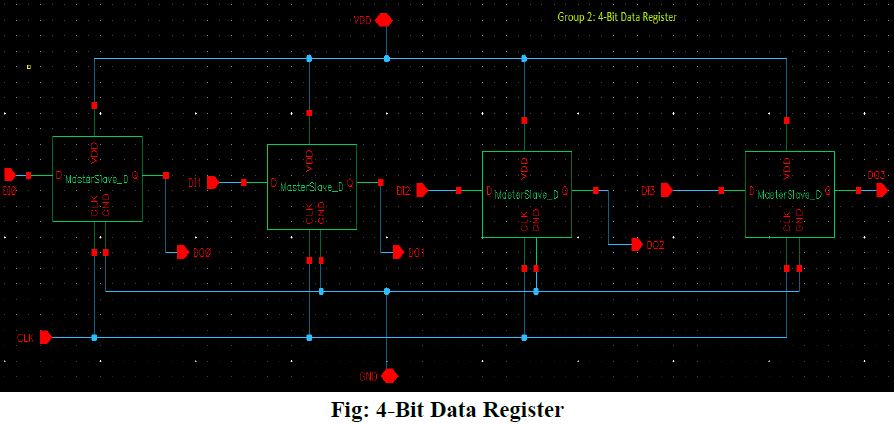 Group 2: 4-Bit Data Register
VDD
VDD
VDD
VDD
VDD
D MasterSlave_D Q
DI1
D MasterSlave_D Q
DI2
D MasterSlave_D Q
DI3
D MasterSlave_D Q
DO3
CLK GND
CLK GND
CLK GND
CLK GND
DO0
DO1
DO2
CLK
GND
Fig: 4-Bit Data Register